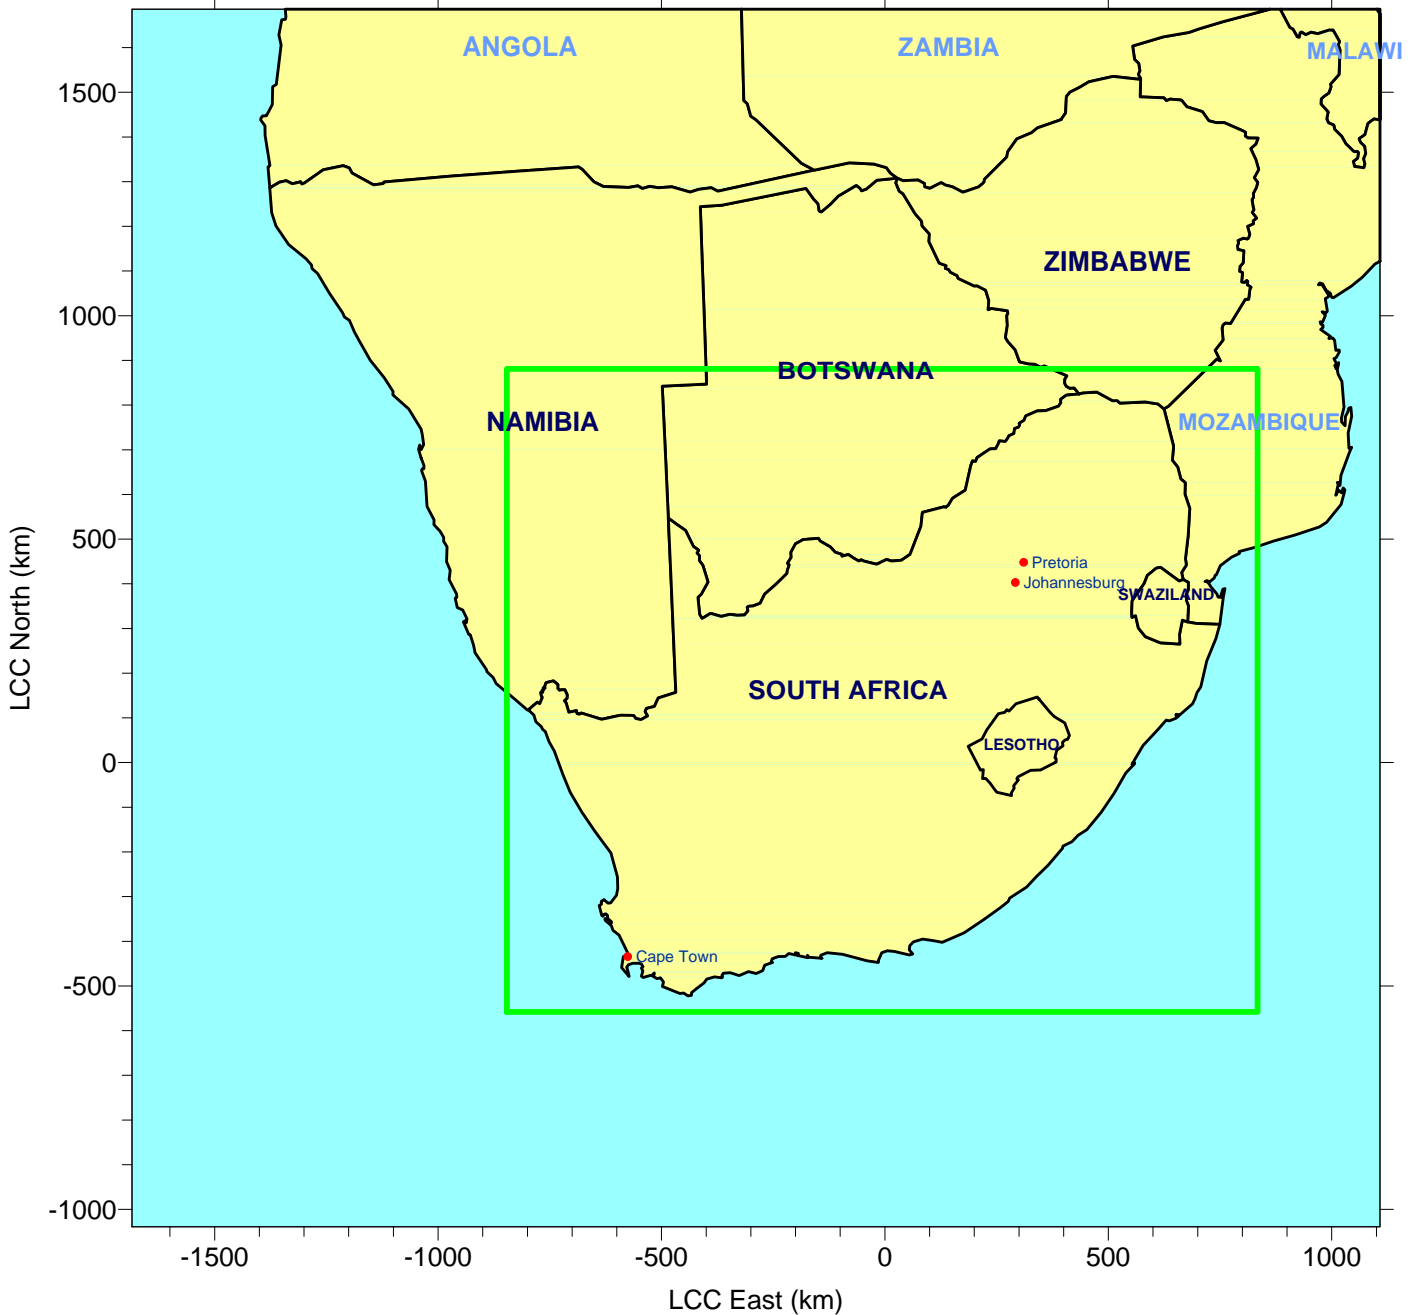 ANGOLA
ZAMBIA
MALAWI
1500
ZIMBABWE
1000
BOTSWANA
NAMIBIA
MOZAMBIQUE
500
Pretoria
Johannesburg
SWAZILAND
LCC North (km)
SOUTH AFRICA
LESOTHO
0
Cape Town
-500
-1000
-1500
-1000
-500
0
500
1000
LCC East (km)